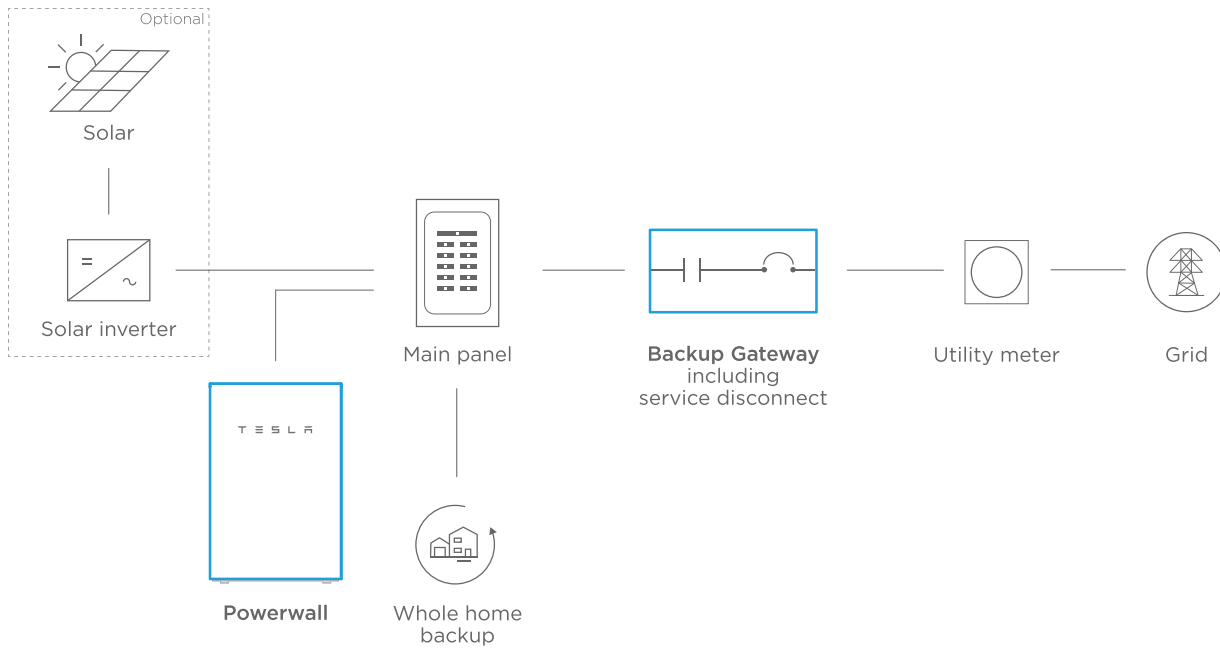 Optional
Solar
Solar inverter
Main panel
Backup Gateway
including
service disconnect
Utility meter
Grid
TESLA
Powerwall
Whole home
backup